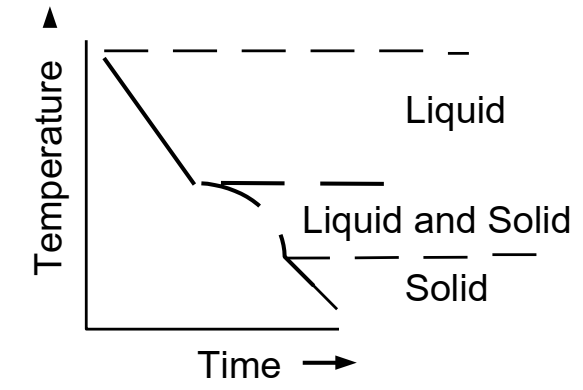 Temperature
Liquid
Liquid and Solid
Solid
Time